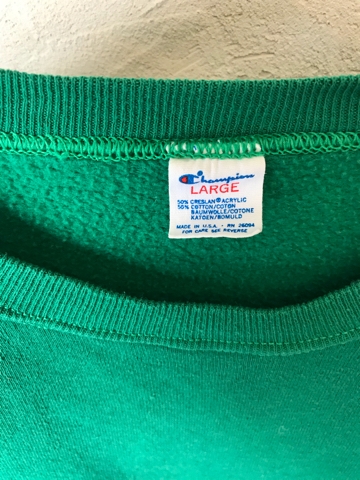 Champion
LARGE
50% CRESLAN® ACRYLIC
50% COTTON/COTON
BAUMWOLLE/COTONE
KATOEN/BOMULD
MADE IN U.S.A. - RN 26094
FOR CARE SEE REVERSE